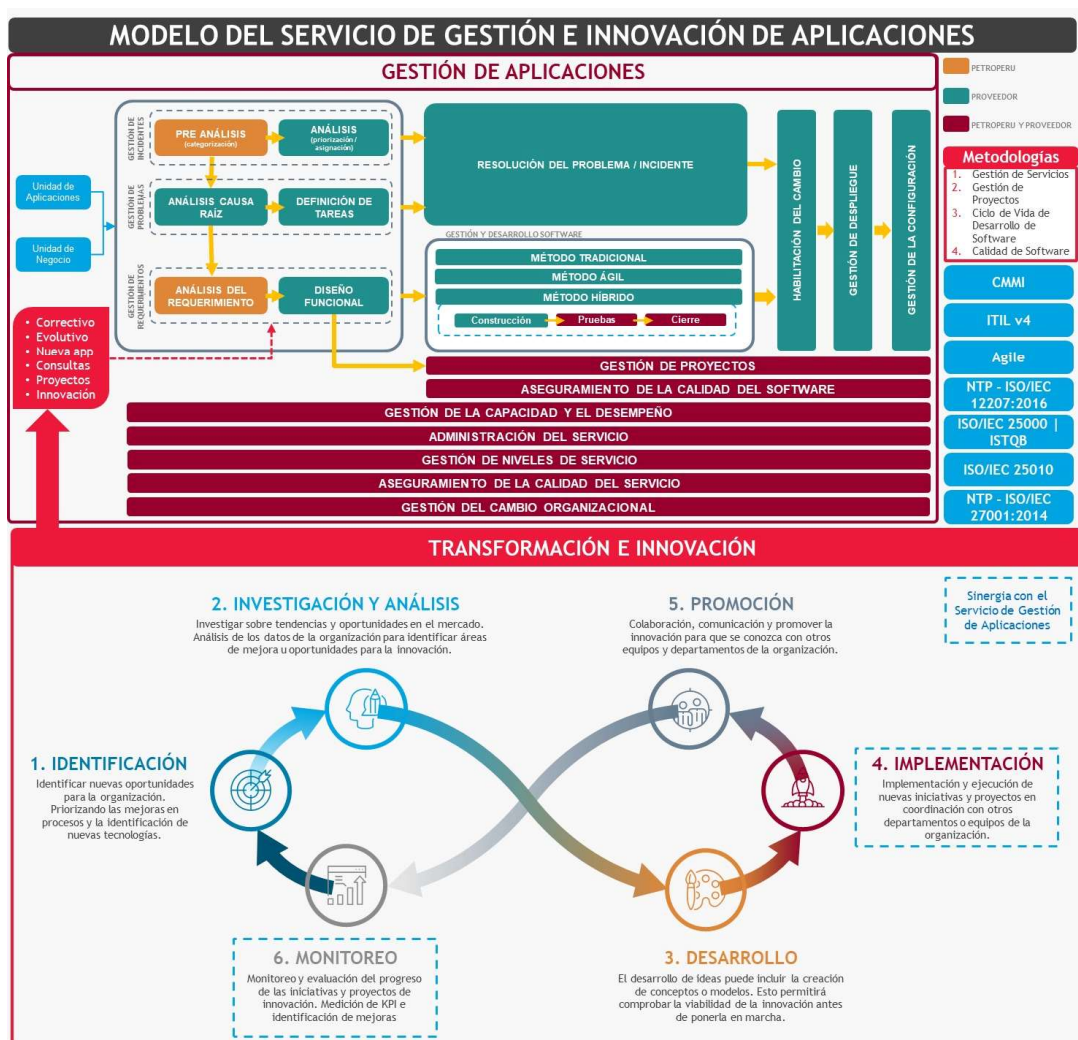 MODELO DEL SERVICIO DE GESTIÓN E INNOVACIÓN DE APLICACIONES
GESTIÓN DE APLICACIONES
PETROPERU
PROVEEDOR
PETROPERU Y PROVEEDOR
Unidad de
Aplicaciones
Unidad de
Negocio
GESTIÓN DE
INCIDENTES
PRE ANÁLISIS
(categorización)
ANÁLISIS
(priorización /
asignación)
GESTIÓN DE
PROBLEMAS
ANÁLISIS CAUSA
RAÍZ
DEFINICIÓN DE
TAREAS
GESTIÓN DE
REQUERIMIENTOS
ANÁLISIS DEL
REQUERIMIENTO
DISEÑO
FUNCIONAL
RESOLUCIÓN DEL PROBLEMA / INCIDENTE
GESTIÓN Y DESARROLLO SOFTWARE
MÉTODO TRADICIONAL
MÉTODO ÁGIL
MÉTODO HÍBRIDO
Construcción
Pruebas
Cierre
HABILITACIÓN DEL CAMBIO
GESTIÓN DE DESPLIEGUE
GESTIÓN DE LA CONFIGURACIÓN
• Correctivo
• Evolutivo
• Nueva app
• Consultas
• Proyectos
• Innovación
GESTIÓN DE PROYECTOS
ASEGURAMIENTO DE LA CALIDAD DEL SOFTWARE
GESTIÓN DE LA CAPACIDAD Y EL DESEMPEÑO
ADMINISTRACIÓN DEL SERVICIO
GESTIÓN DE NIVELES DE SERVICIO
ASEGURAMIENTO DE LA CALIDAD DEL SERVICIO
GESTIÓN DEL CAMBIO ORGANIZACIONAL
Metodologías
1. Gestión de Servicios
2. Gestión de
Proyectos
3. Ciclo de Vida de
Desarrollo de
Software
4. Calidad de Software
CMMI
ITIL v4
Agile
NTP - ISO/IEC
12207:2016
ISO/IEC 25000 |
ISTQB
ISO/IEC 25010
NTP - ISO/IEC
27001:2014
TRANSFORMACIÓN E INNOVACIÓN
2. INVESTIGACIÓN Y ANÁLISIS
Investigar sobre tendencias y oportunidades en el mercado.
Análisis de los datos de la organización para identificar áreas
de mejora u oportunidades para la innovación.
5. PROMOCIÓN
Colaboración, comunicación y promover la
innovación para que se conozca con otros
equipos y departamentos de la organización.
Sinergia con el
Servicio de Gestión
de Aplicaciones
1. IDENTIFICACIÓN
Identificar nuevas oportunidades
para la organización.
Priorizando las mejoras en
procesos y la identificación de
nuevas tecnologías.
4. IMPLEMENTACIÓN
Implementación y ejecución de
nuevas iniciativas y proyectos en
coordinación con otros
departamentos o equipos de la
organización.
6. MONITOREO
Monitoreo y evaluación del progreso
de las iniciativas y proyectos de
innovación. Medición de KPI e
identificación de mejoras
3. DESARROLLO
El desarrollo de ideas puede incluir la creación
de conceptos o modelos. Esto permitirá
comprobar la viabilidad de la innovación antes
de ponerla en marcha.